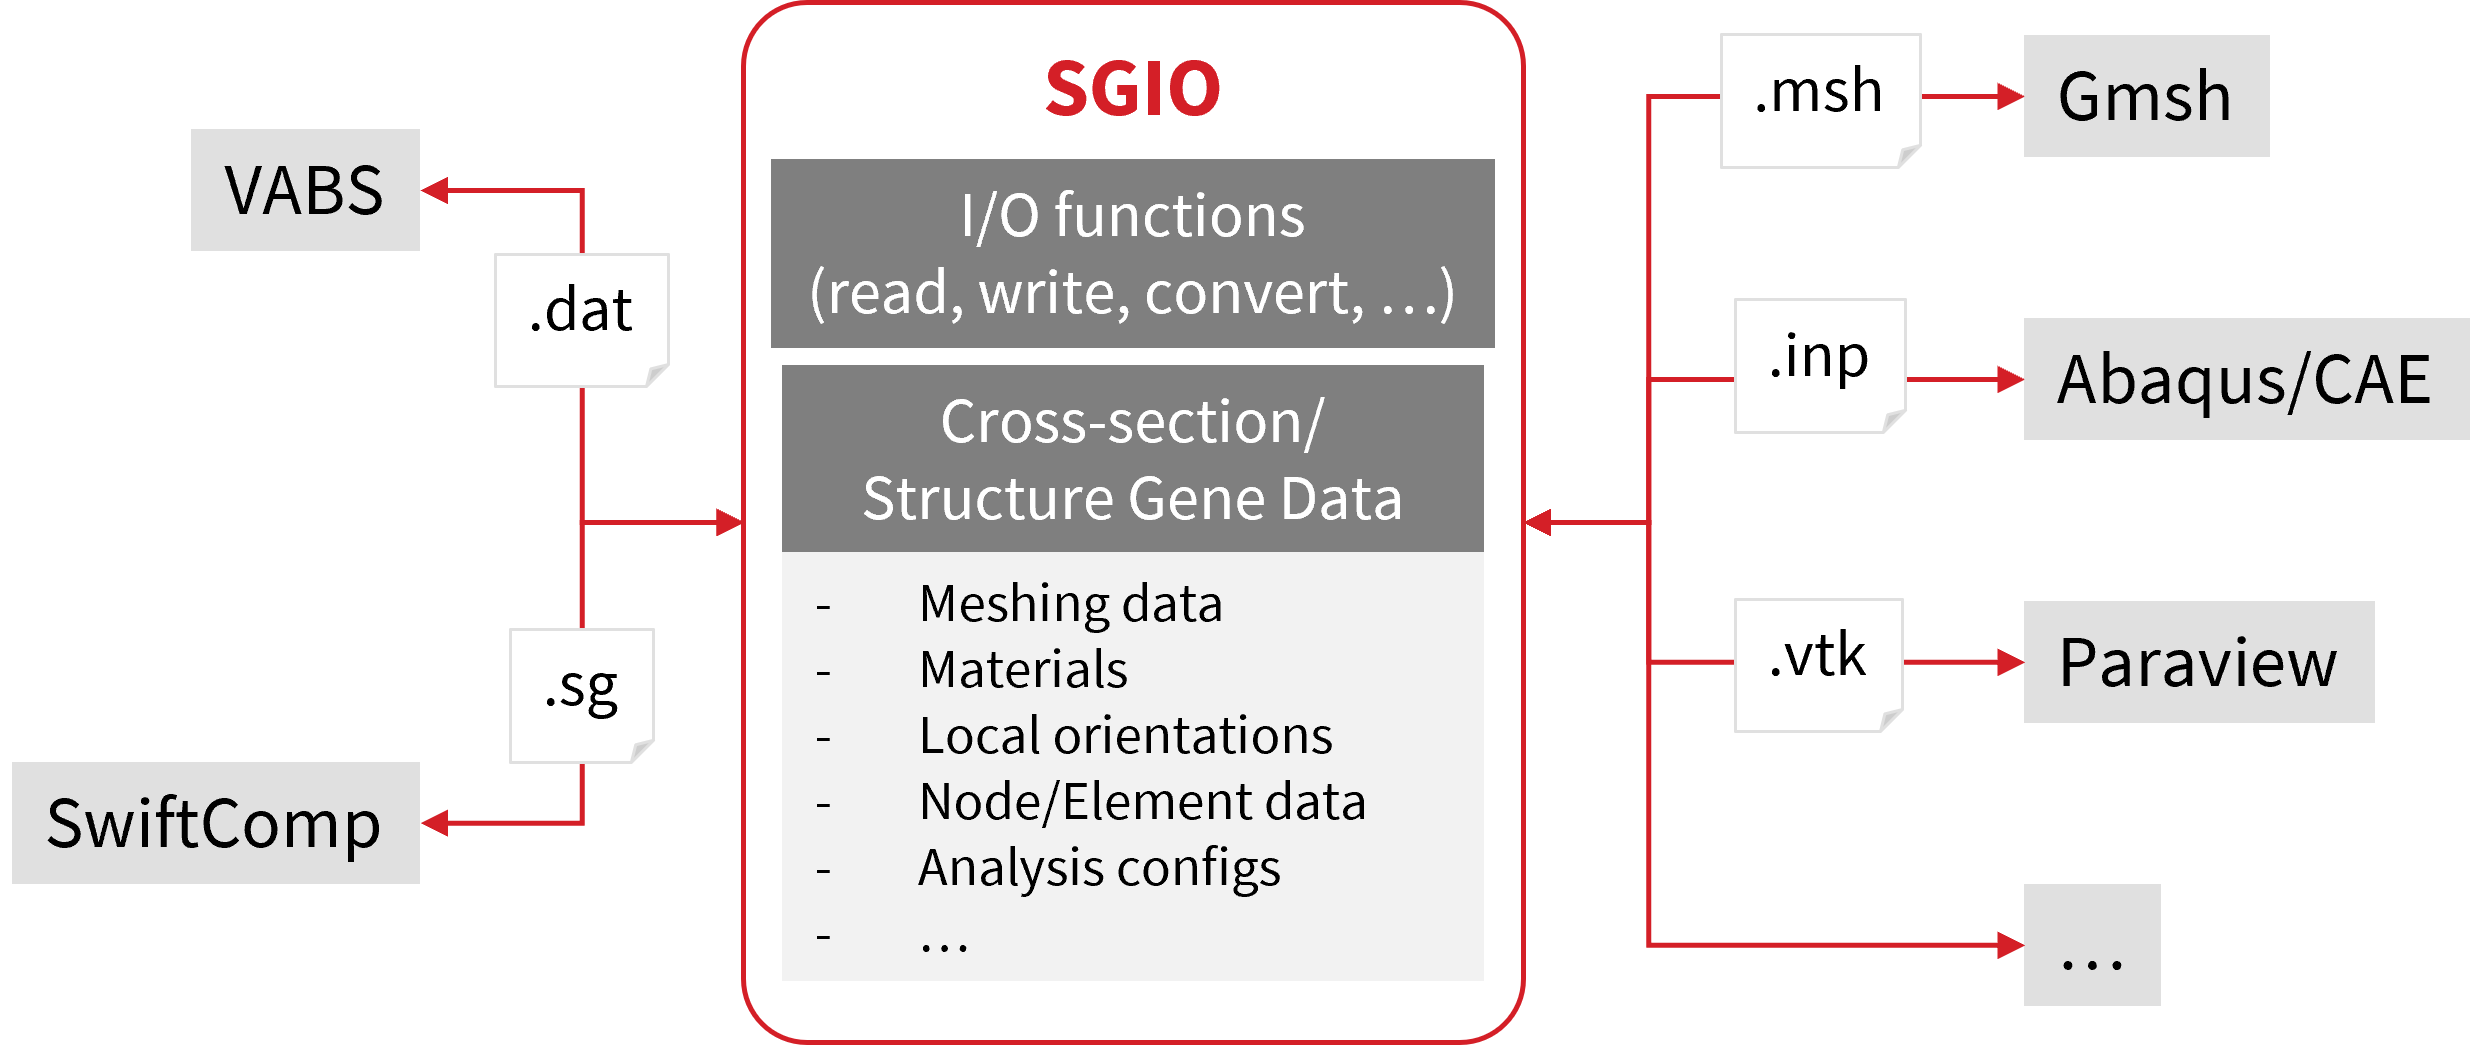 VABS
.dat
.sg
SwiftComp
SGIO
I/O functions
(read, write, convert, …)
Cross-section/
Structure Gene Data
- Meshing data
- Materials
- Local orientations
- Node/Element data
- Analysis configs
- …
.msh
Gmsh
.inp
Abaqus/CAE
.vtk
Paraview
…